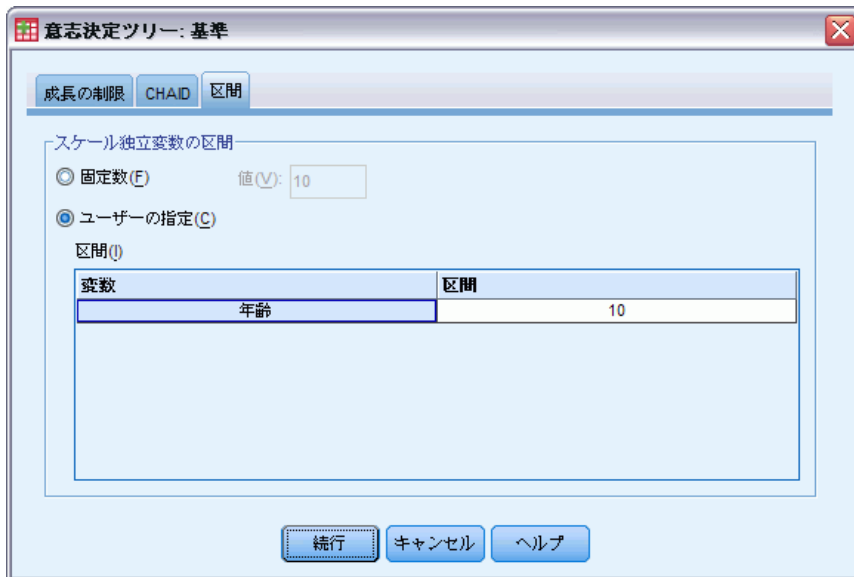 意志決定ツリー: 基準
成長の制限 CHAID 区間
スケール独立変数の区間
固定数(F) 値(V): 10
ユーザーの指定(C)
区間(I)
変数 区間
年齢 10
続行 キャンセル ヘルプ